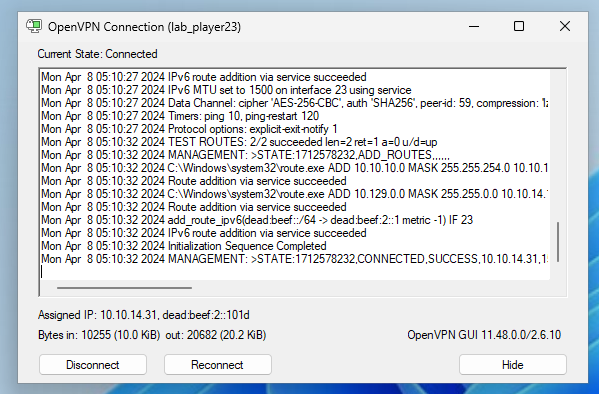 OpenVPN Connection (lab_player23)
Current State: Connected
Mon Apr 8 05:10:27 2024 IPv6 route addition via service succeeded
Mon Apr 8 05:10:27 2024 IPv6 MTU set to 1500 on interface 23 using service
Mon Apr 8 05:10:27 2024 Data Channel: cipher 'AES-256-CBC', auth 'SHA256', peer-id: 59, compression: 'lz
Mon Apr 8 05:10:27 2024 Timers: ping 10, ping-restart 120
Mon Apr 8 05:10:27 2024 Protocol options: explicit-exit-notify 1
Mon Apr 8 05:10:32 2024 TEST ROUTES: 2/2 succeeded len=2 ret=1 a=0 u/d=up
Mon Apr 8 05:10:32 2024 MANAGEMENT: >STATE:1712578232,ADD_ROUTES,,,,,,
Mon Apr 8 05:10:32 2024 C:\Windows\system32\route.exe ADD 10.10.10.0 MASK 255.255.254.0 10.10.1
Mon Apr 8 05:10:32 2024 Route addition via service succeeded
Mon Apr 8 05:10:32 2024 C:\Windows\system32\route.exe ADD 10.129.0.0 MASK 255.255.0.0 10.10.14.
Mon Apr 8 05:10:32 2024 Route addition via service succeeded
Mon Apr 8 05:10:32 2024 add_route_ipv6(dead:beef::/64 -> dead:beef:2::1 metric -1) IF 23
Mon Apr 8 05:10:32 2024 IPv6 route addition via service succeeded
Mon Apr 8 05:10:32 2024 Initialization Sequence Completed
Mon Apr 8 05:10:32 2024 MANAGEMENT: >STATE:1712578232,CONNECTED,SUCCESS,10.10.14.31,1
Assigned IP: 10.10.14.31, dead:beef:2::101d
Bytes in: 10255 (10.0 KiB) out: 20682 (20.2 KiB) OpenVPN GUI 11.48.0.0/2.6.10
Disconnect Reconnect Hide